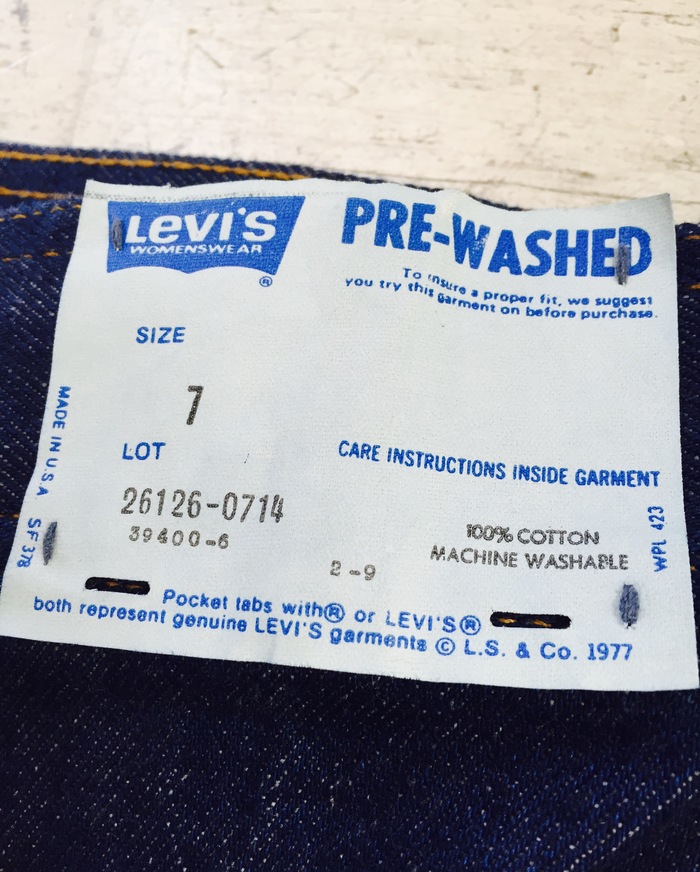 LEVI'S
WOMENSWEAR
®
PRE-WASHED
To insure a proper fit, we suggest
you try this garment on before purchase.
SIZE
7
LOT
26126-0714
39400-6
2-9
CARE INSTRUCTIONS INSIDE GARMENT
100% COTTON
MACHINE WASHABLE
MADE IN U.S.A SF 378
WPL 423
Pocket tabs with® or LEVI'S®
both represent genuine LEVI'S garments © L.S. & Co. 1977